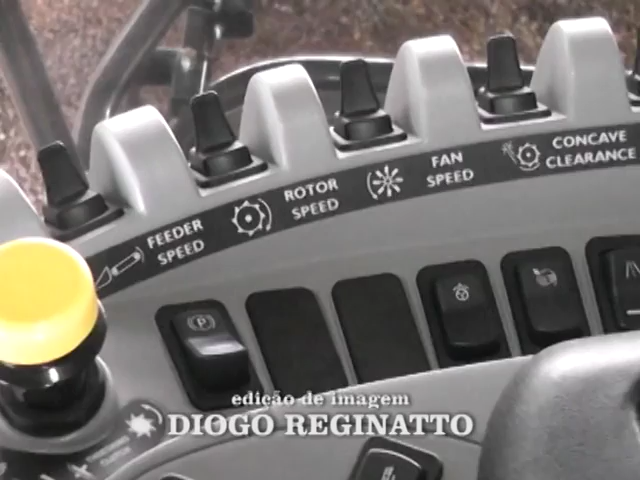 FEEDER
SPEED
ROTOR
SPEED
FAN
SPEED
CONCAVE
CLEARANCE
P
edição de imagem
DIOGO REGINATTO